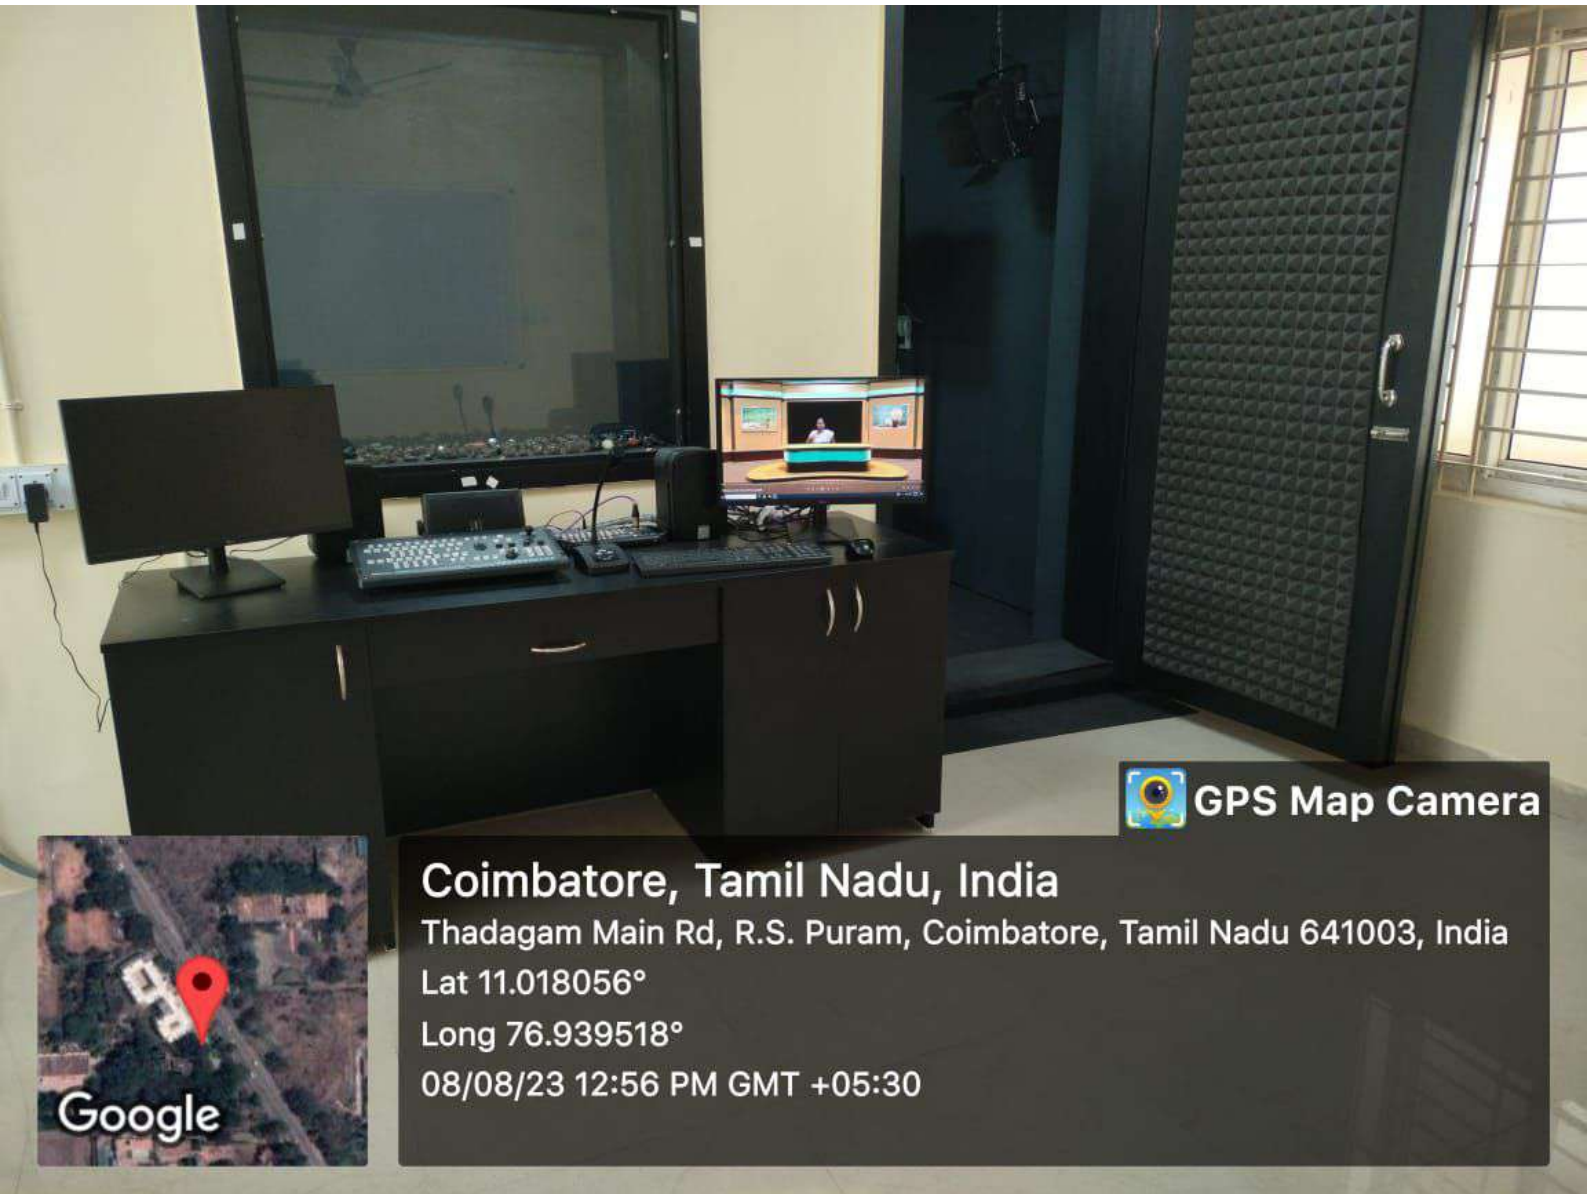 GPS Map Camera
Coimbatore, Tamil Nadu, India
Thadagam Main Rd, R.S. Puram, Coimbatore, Tamil Nadu 641003, India
Lat 11.018056°
Long 76.939518°
08/08/23 12:56 PM GMT +05:30
Google